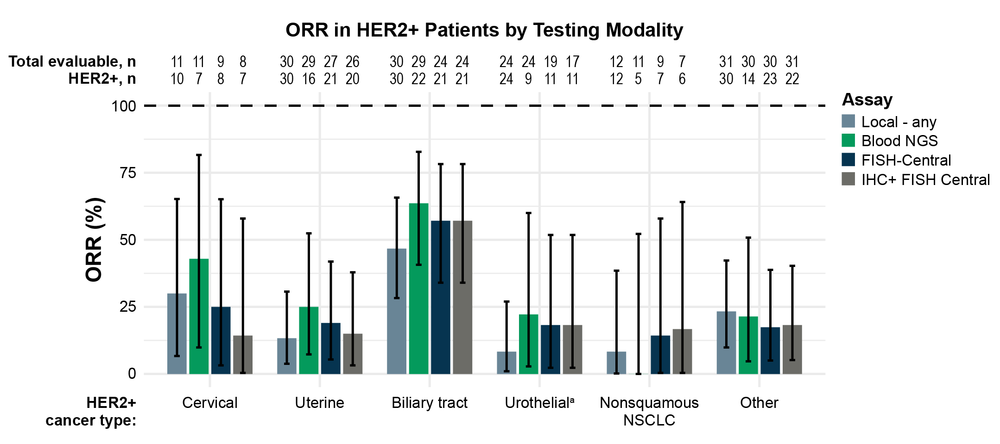 ORR in HER2+ Patients by Testing Modality
Total evaluable, n 11 11 9 8 30 29 27 26 30 29 24 24 24 24 19 17 12 11 9 7 31 30 30 31
HER2+, n 10 7 8 7 30 16 21 20 30 22 21 21 24 9 11 11 12 5 7 6 30 14 23 22
Assay
Local - any
Blood NGS
FISH-Central
IHC+ FISH Central
ORR (%)
100
75
50
25
0
HER2+ cancer type:
Cervical
Uterine
Biliary tract
Urothelialᵃ
Nonsquamous
NSCLC
Other